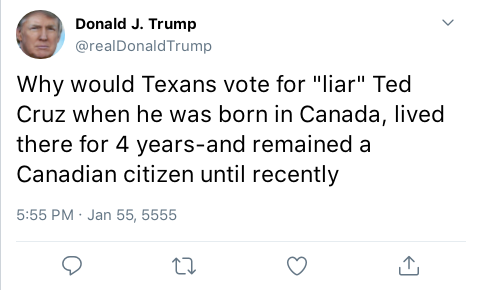 Donald J. Trump
@realDonaldTrump
Why would Texans vote for "liar" Ted
Cruz when he was born in Canada, lived
there for 4 years-and remained a
Canadian citizen until recently
5:55 PM · Jan 55, 5555